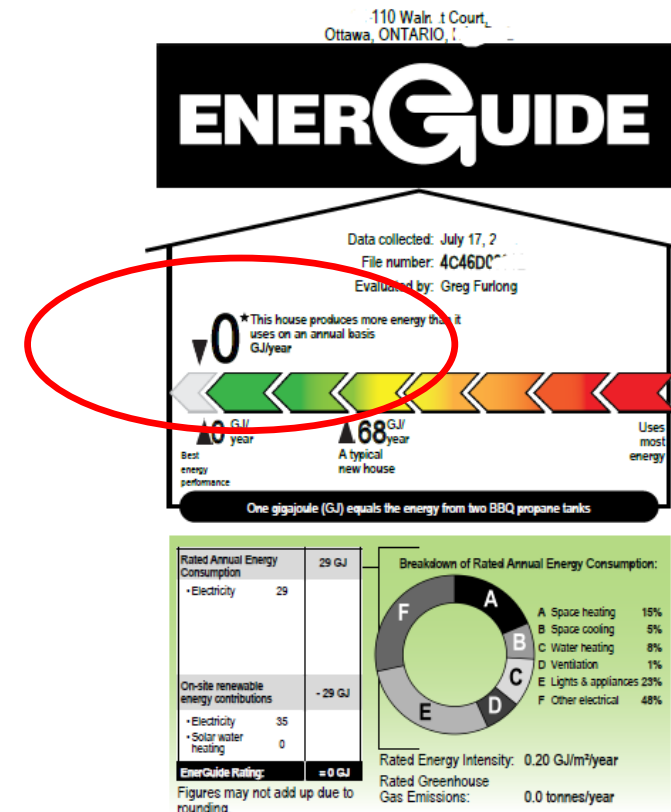 110 Court,
Ottawa, ONTARIO,
ENERGUIDE
Data collected: July 17,
File number:
Evaluated by: Greg Furlong
0 *This house produces more energy than it
uses on an annual basis
GJ/year
0 GJ/
year
Best
energy
performance
68 GJ/
year
A typical
new house
Uses
most
energy
One gigajoule (GJ) equals the energy from two BBQ propane tanks
Rated Annual Energy
Consumption
29 GJ
•Electricity 29
On-site renewable
energy contributions
- 29 GJ
•Electricity 35
•Solar water
heating 0
EnerGuide Rating: = 0 GJ
Figures may not add up due to
rounding
Breakdown of Rated Annual Energy Consumption:
A
B
C
D
E
F
A Space heating 15%
B Space cooling 5%
C Water heating 8%
D Ventilation 1%
E Lights & appliances 23%
F Other electrical 48%
Rated Energy Intensity: 0.20 GJ/m²/year
Rated Greenhouse
Gas Emissions: 0.0 tonnes/year